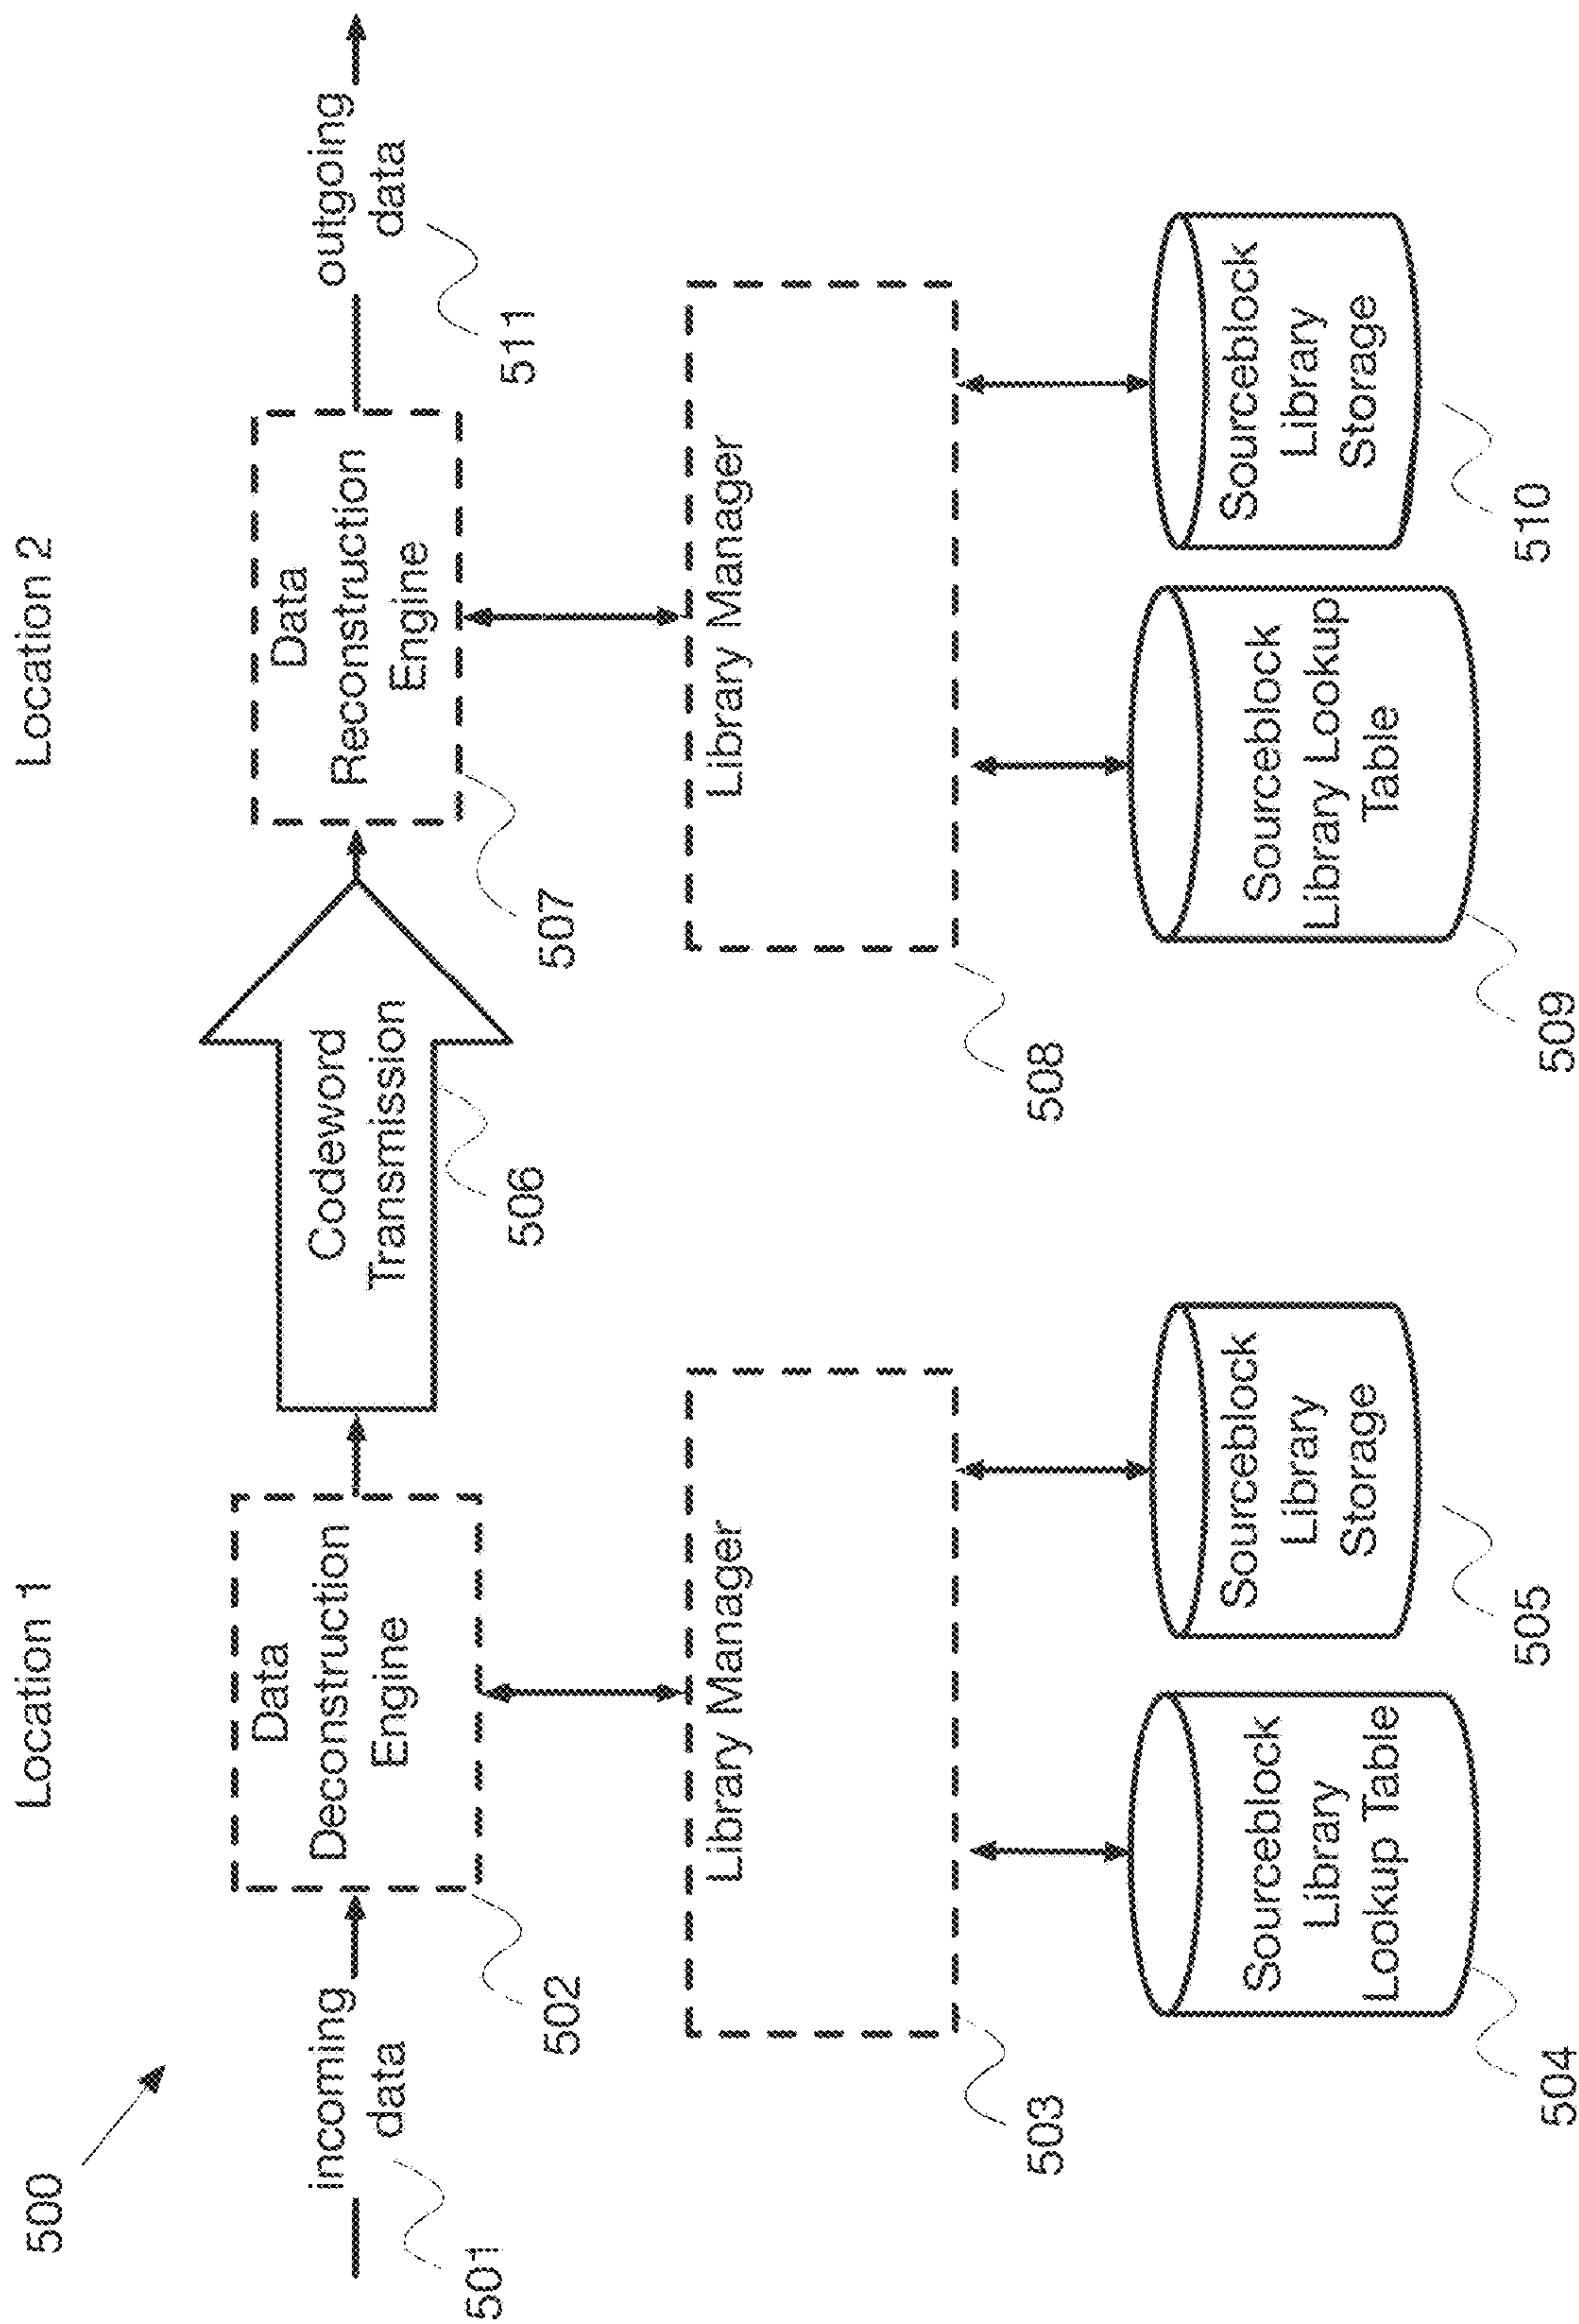 500
Location 1
Location 2
incoming
data
501
Data
Deconstruction
Engine
502
Codeword
Transmission
506
Data
Reconstruction
Engine
507
outgoing
data
511
Library Manager
503
Library Manager
508
Sourceblock
Library
Lookup Table
504
Sourceblock
Library
Storage
505
Sourceblock
Library Lookup
Table
509
Sourceblock
Library
Storage
510